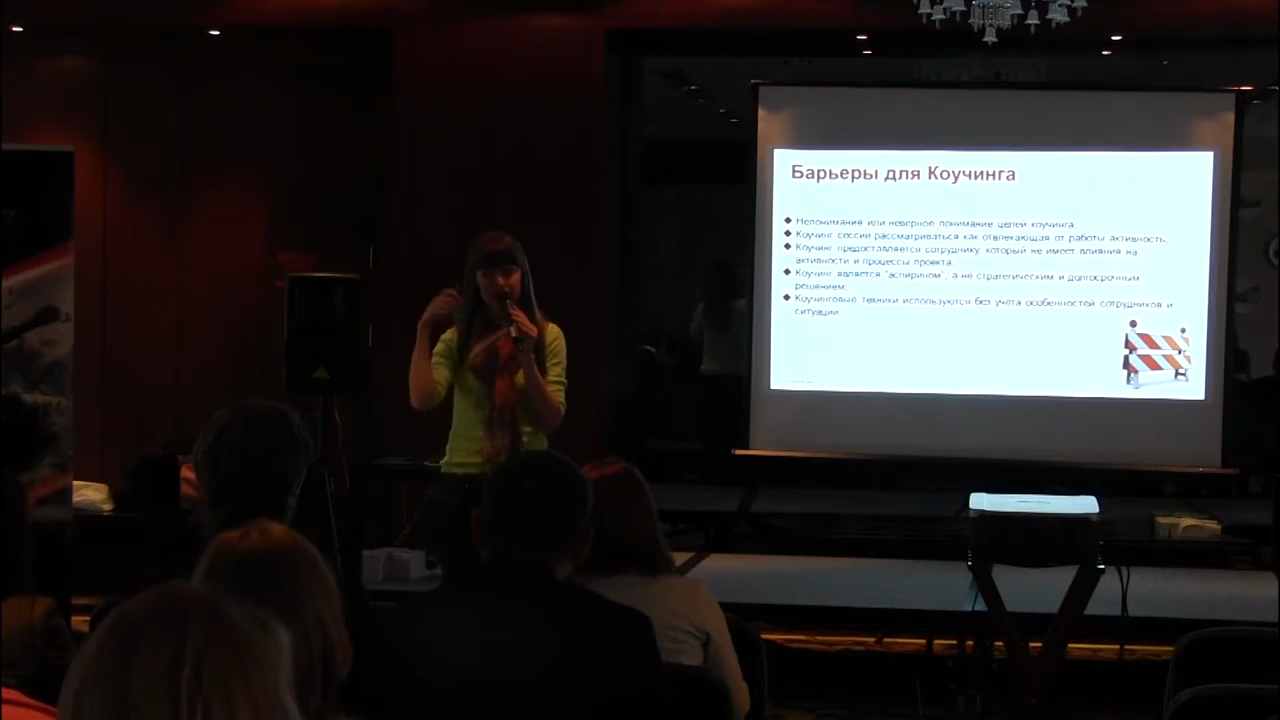 Барьеры для Коучинга
❖ Непонимание или неверное понимание целей коучинга.
❖ Коучинг сессии рассматриваться как отвлекающая от работы активность;
❖ Коучинг предоставляется сотруднику, который не имеет влияния на
активности и процессы проекта;
❖ Коучинг является "аспирином", а не стратегическим и долгосрочным
решением;
❖ Коучинговые техники используются без учета особенностей сотрудников и
ситуации.